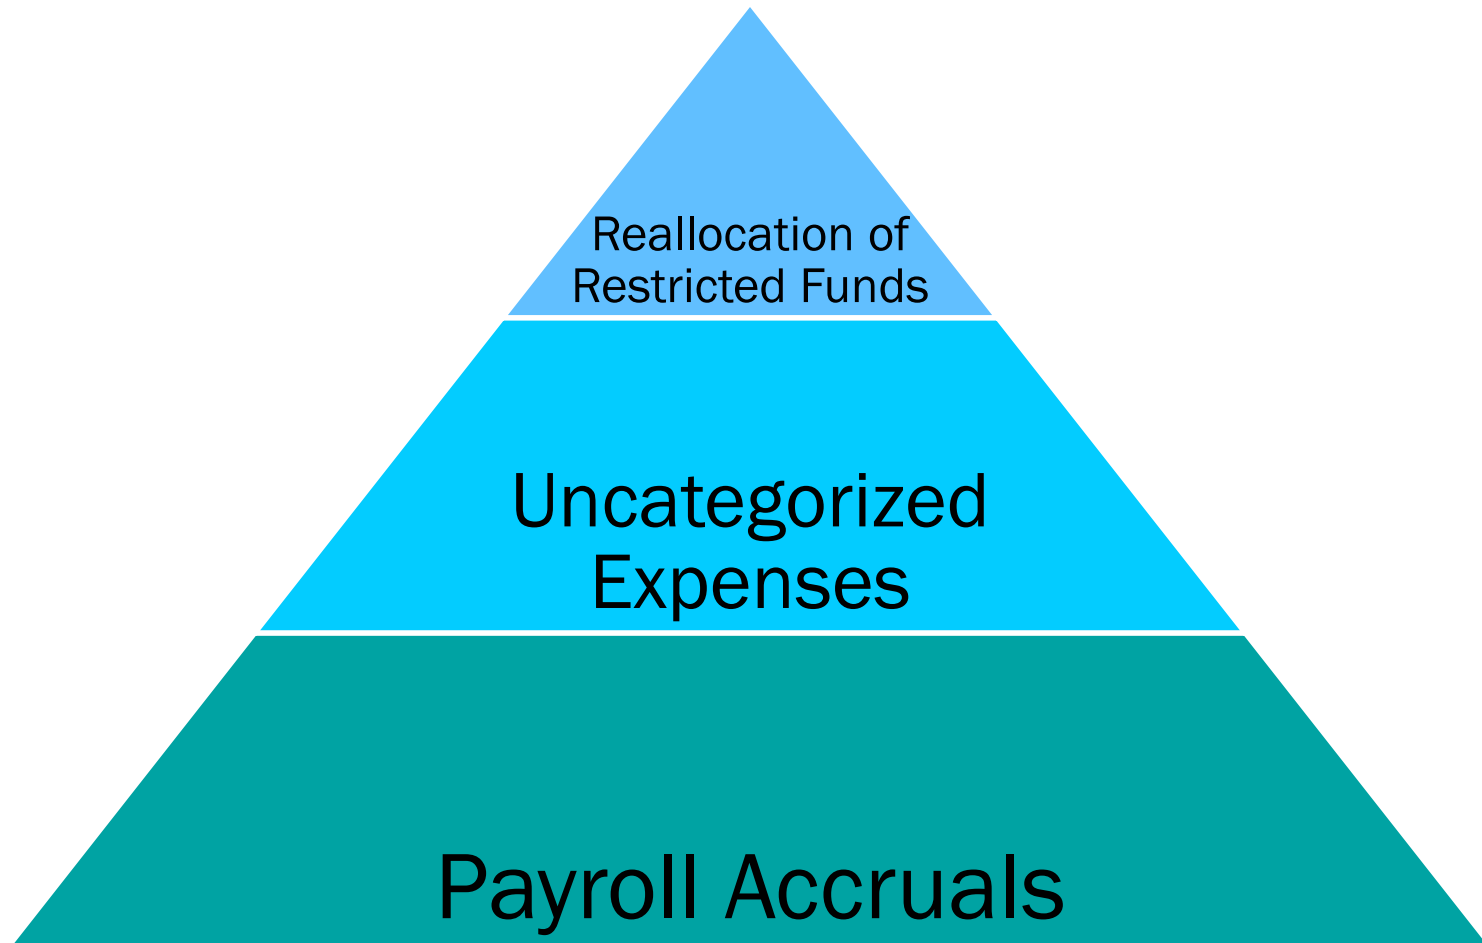 Reallocation of
Restricted Funds
Uncategorized
Expenses
Payroll Accruals